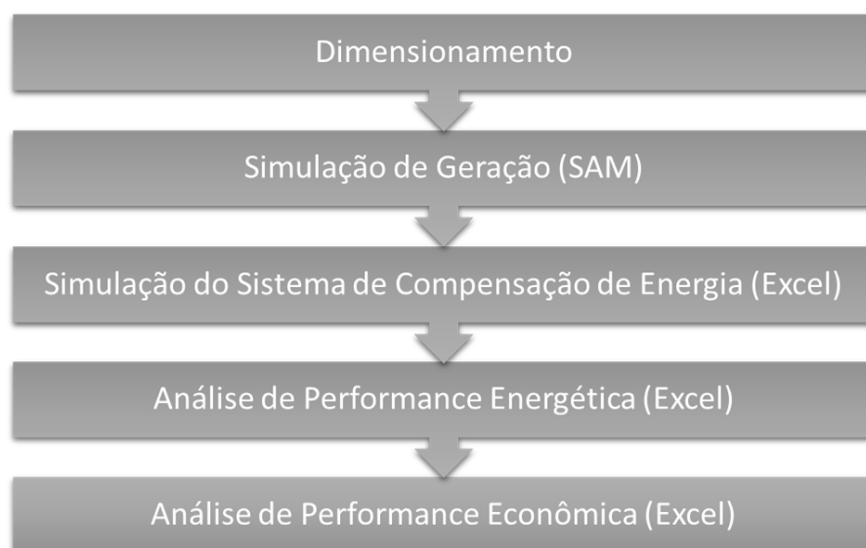 Dimensionamento
Simulação de Geração (SAM)
Simulação do Sistema de Compensação de Energia (Excel)
Análise de Performance Energética (Excel)
Análise de Performance Econômica (Excel)